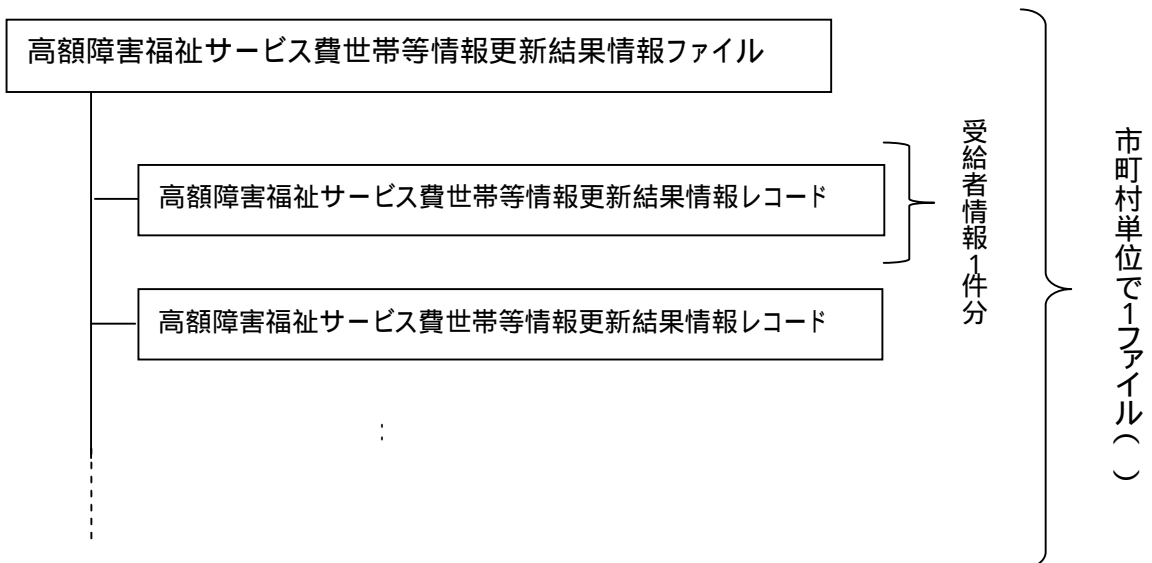 高額障害福祉サービス費世帯等情報更新結果情報ファイル
高額障害福祉サービス費世帯等情報更新結果情報レコード
高額障害福祉サービス費世帯等情報更新結果情報レコード
受給者情報1件分
市町村単位で1ファイル( )